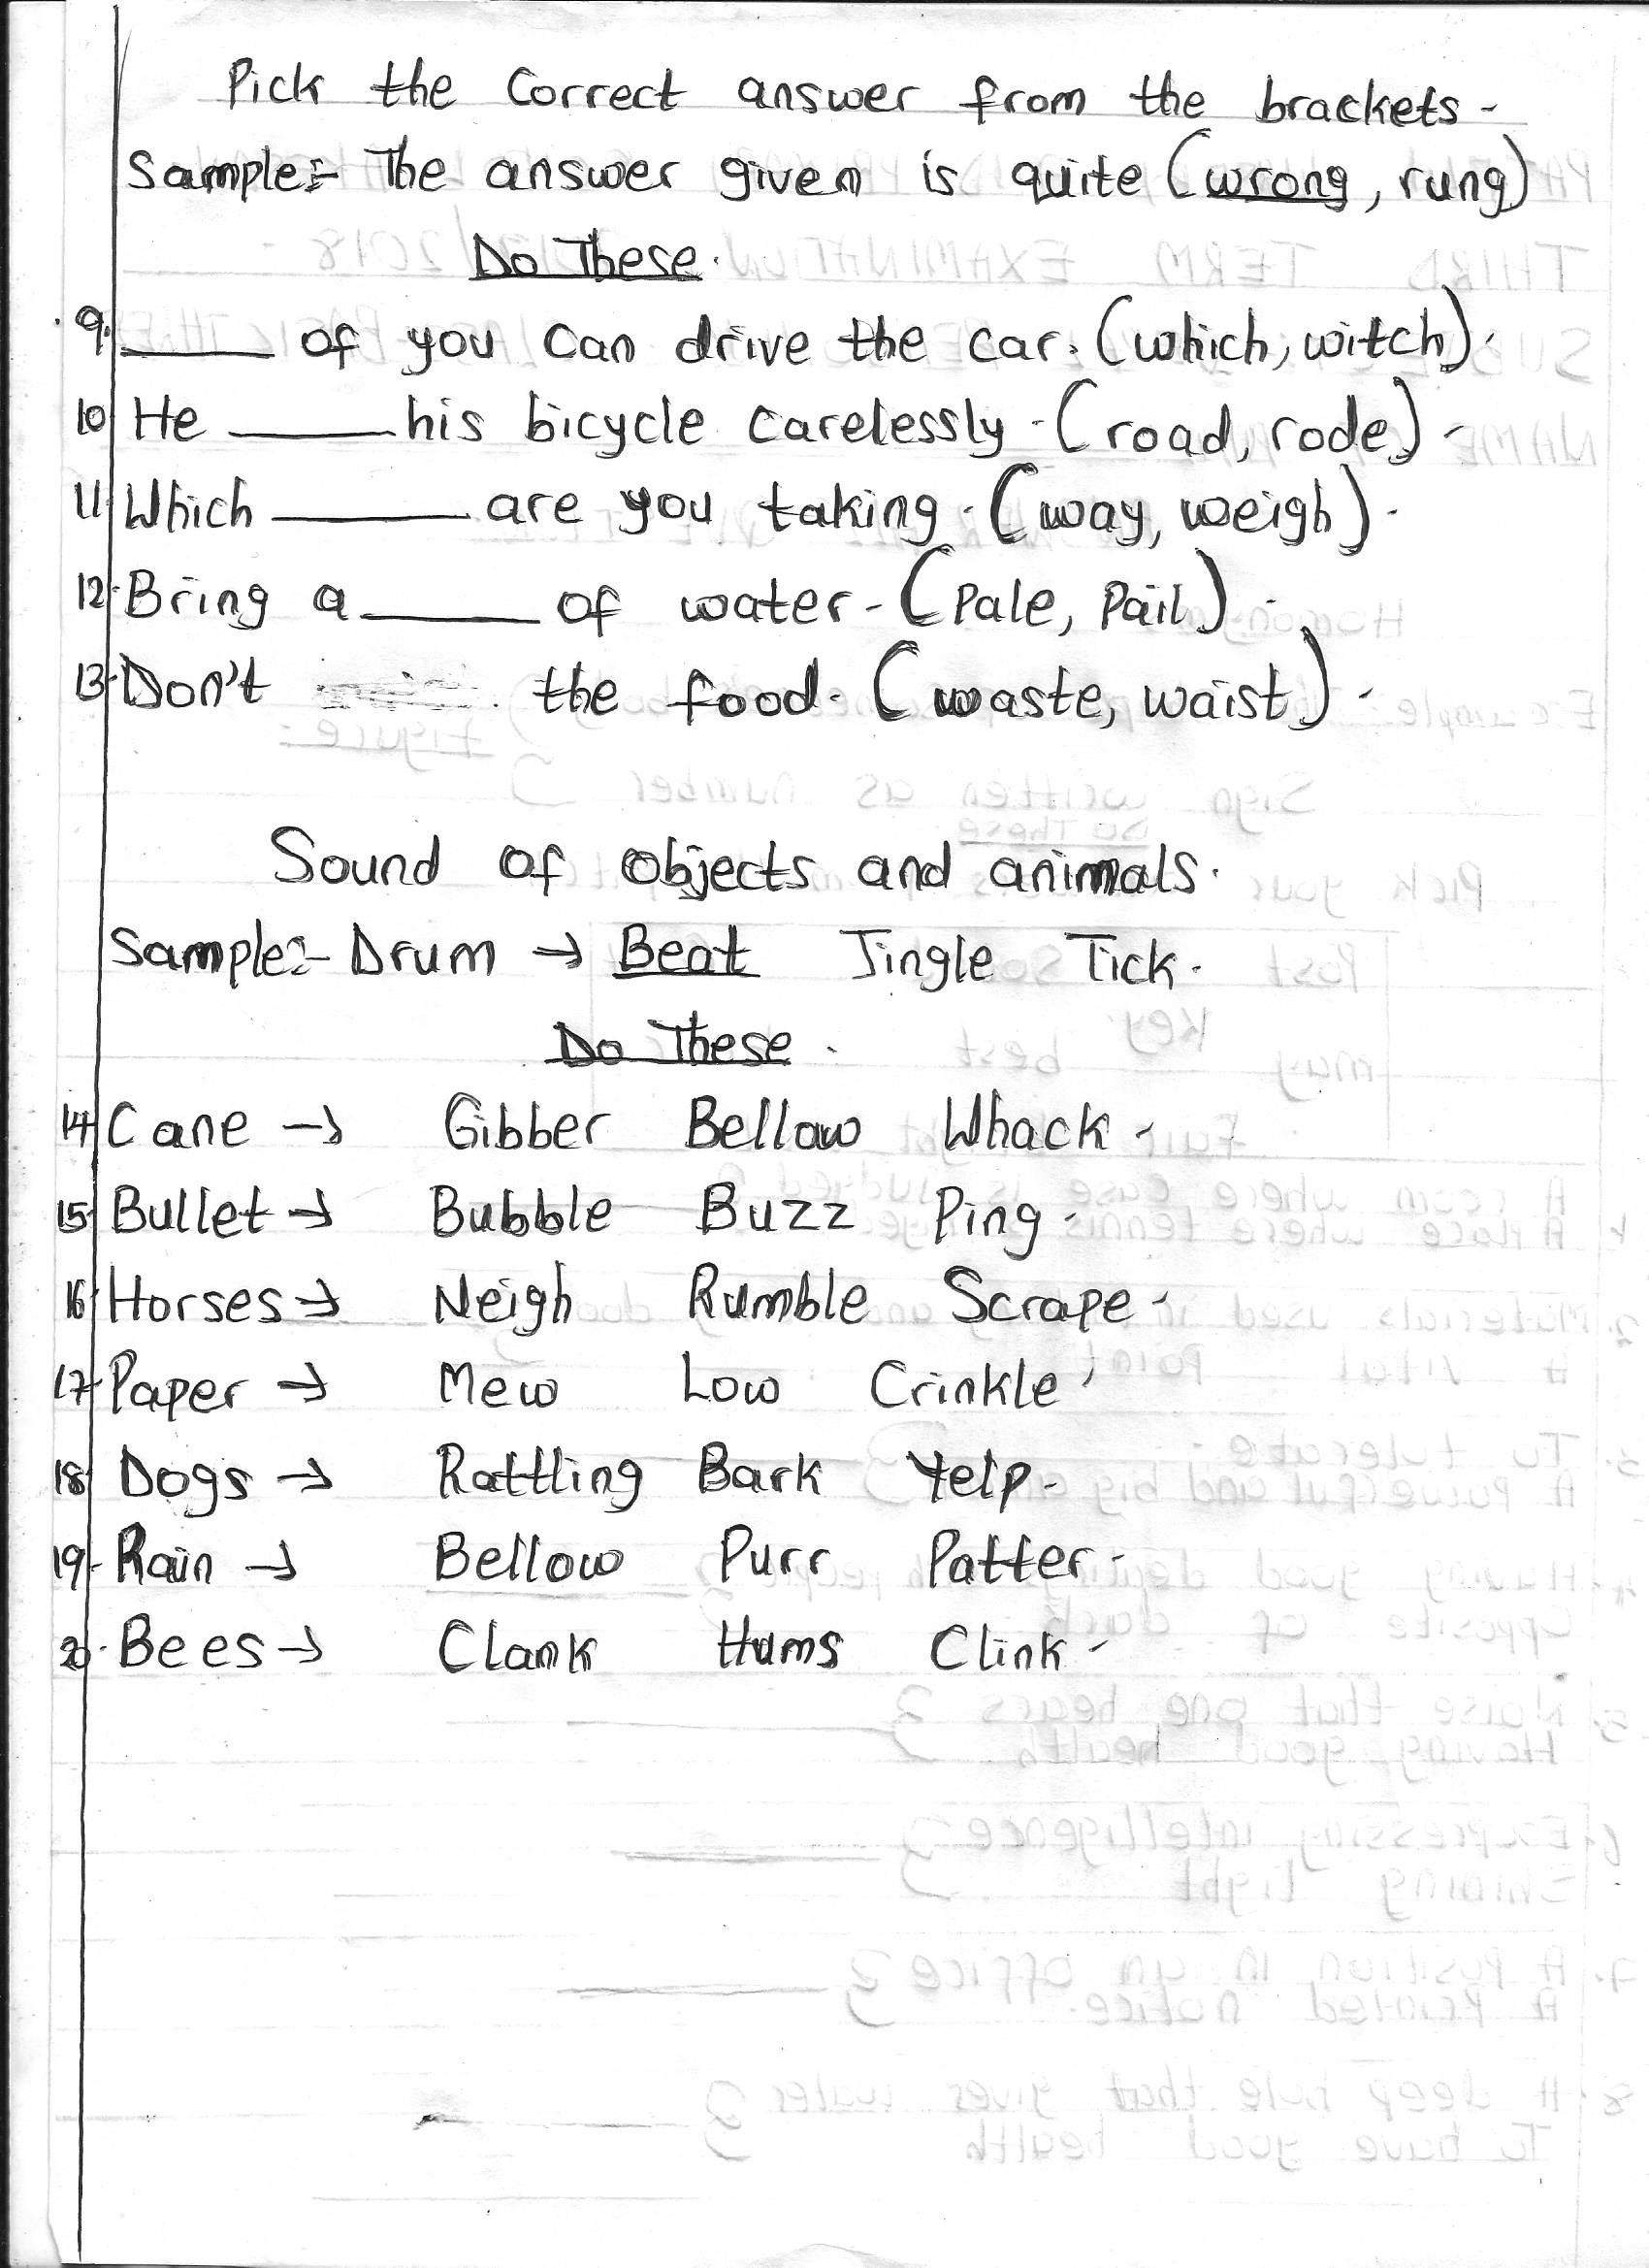 Pick the Correct answer from the brackets-
Sample:- The answer given is quite (wrong, rung)
Do These.
9. ____ of you can drive the car. (which, witch).
10 He ____ his bicycle carelessly. (road, rode).
11 Which ____ are you taking. (way, weigh).
12. Bring a ____ of water. (Pale, Pail).
13. Don't the food. (waste, waist).
Sound of objects and animals.
Sample:- Drum → Beat Jingle Tick.
Do These.
14 Cane → Gibber Bellow Whack.
15 Bullet → Bubble Buzz Ping.
16 Horses → Neigh Rumble Scrape.
17 Paper → Mew Low Crinkle.
18 Dogs → Rattling Bark Yelp.
19. Rain → Bellow Purr Patter.
20. Bees → Clank Hums Clink.